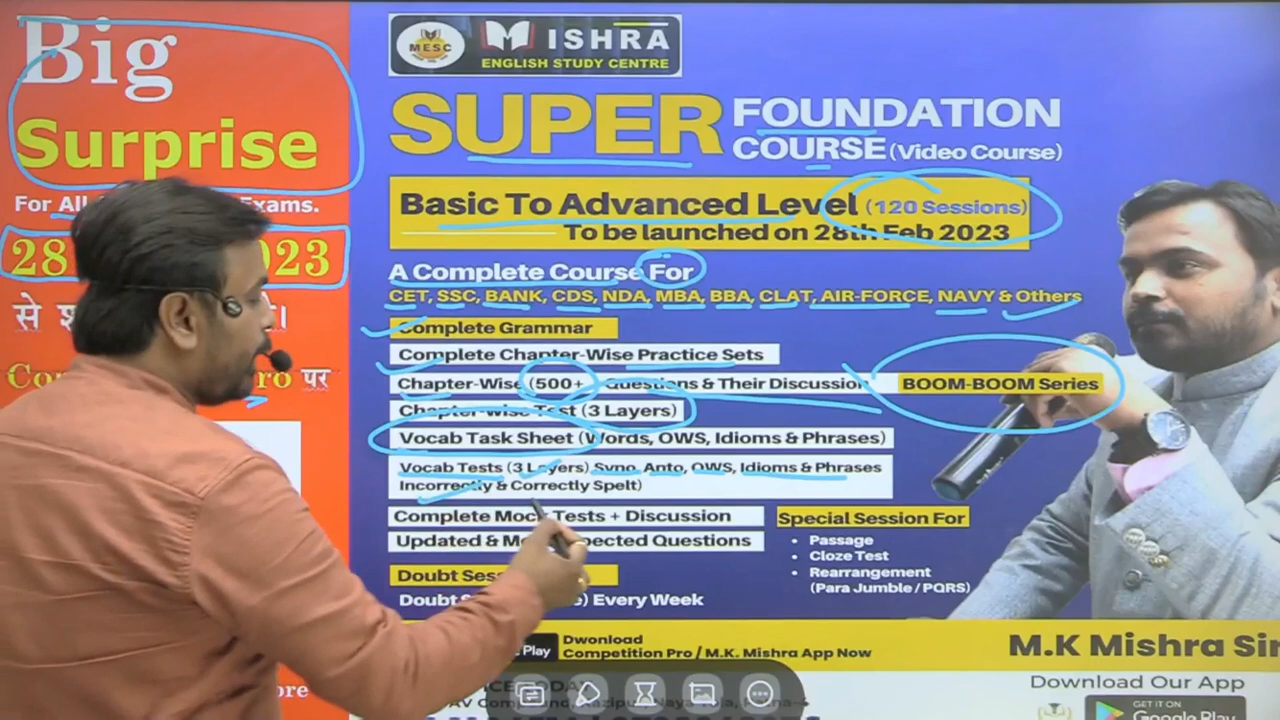 Big
Surprise
For All Exams.
28 23
से
पर
MESC
MISHRA
ENGLISH STUDY CENTRE
SUPER FOUNDATION
COURSE (Video Course)
Basic To Advanced Level (120 Sessions)
To be launched on 28th Feb 2023
A Complete Course For
CET, SSC, BANK, CDS, NDA, MBA, BBA, CLAT, AIR-FORCE, NAVY & Others
Complete Grammar
Complete Chapter-Wise Practice Sets
Chapter-Wise (500+ Questions & Their Discussion BOOM-BOOM Series
Chapter-wise Test (3 Layers)
Vocab Task Sheet (Words, OWS, Idioms & Phrases)
Vocab Tests (3 Layers) Syno, Anto, OWS, Idioms & Phrases
Incorrectly & Correctly Spelt)
Complete Mock Tests + Discussion
Updated & Most Expected Questions
Special Session For
• Passage
• Cloze Test
• Rearrangement
(Para Jumble / PQRS)
Doubt
Doubt Every Week
Play
Dwonload
Competition Pro / M.K. Mishra App Now
M.K Mishra Sir
Download Our App
GET IT ON
Google Play